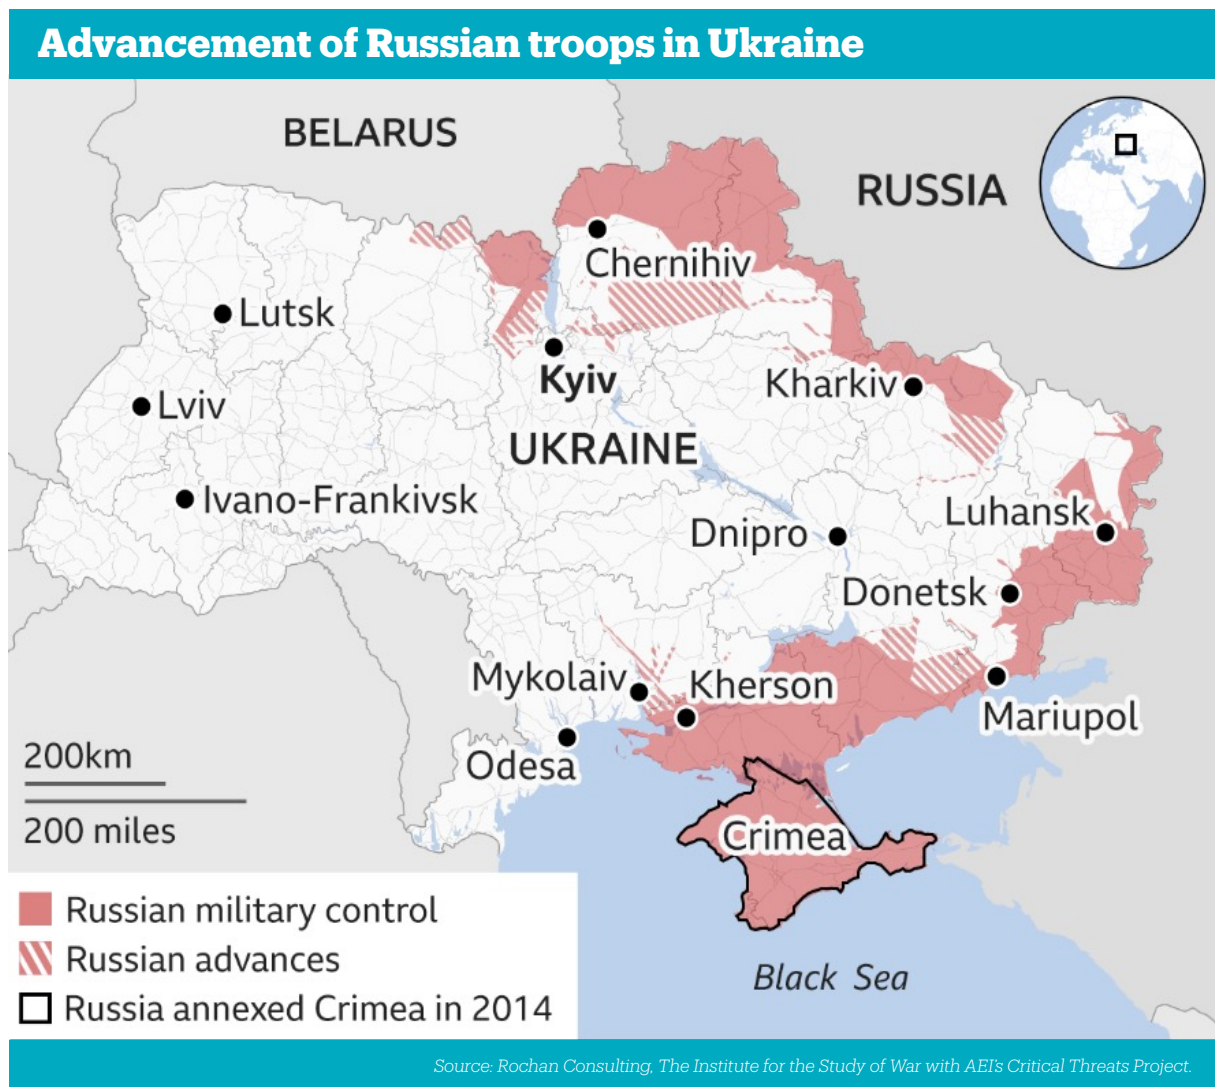 Advancement of Russian troops in Ukraine
BELARUS
RUSSIA
Chernihiv
Lutsk
Kyiv
Kharkiv
Lviv
UKRAINE
Ivano-Frankivsk
Luhansk
Dnipro
Donetsk
Mykolaiv
Kherson
Mariupol
Odesa
200km
200 miles
Crimea
Russian military control
Russian advances
Black Sea
Russia annexed Crimea in 2014
Source: Rochan Consulting, The Institute for the Study of War with AEI's Critical Threats Project.